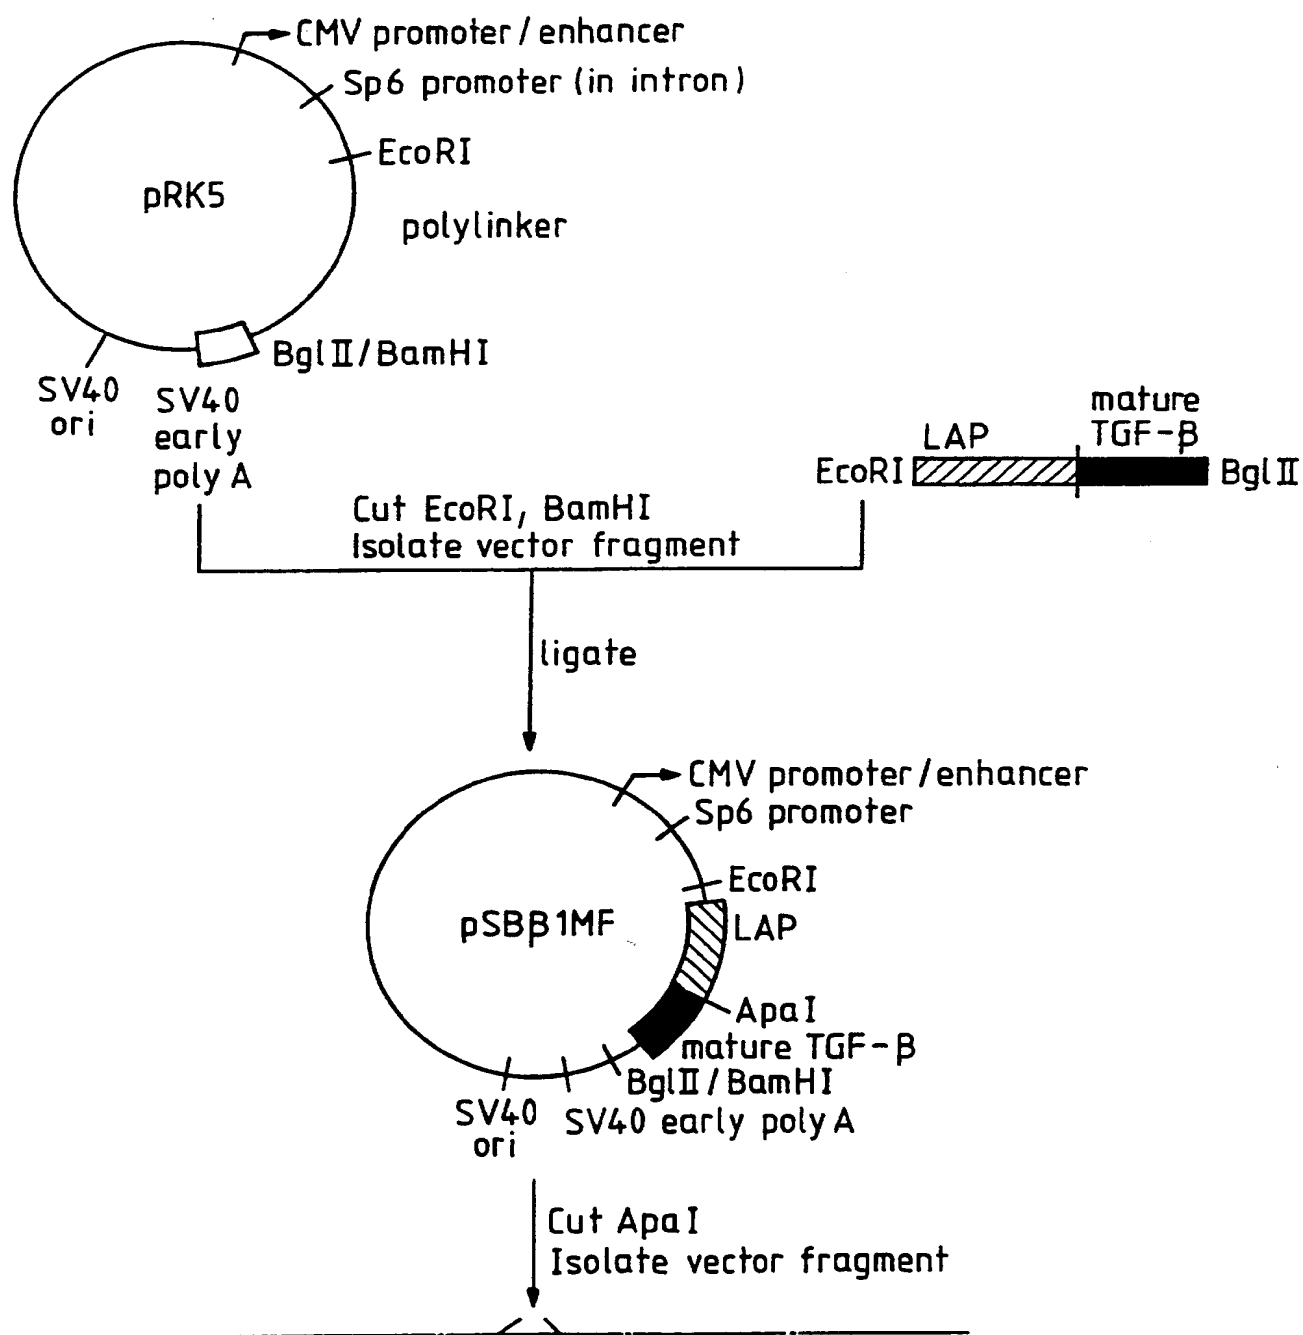 CMV promoter / enhancer
Sp6 promoter (in intron)
EcoRI
pRK5
polylinker
BglII/BamHI
SV40
ori
SV40
early
poly A
mature
TGF-β
LAP
EcoRI
BglII
Cut EcoRI, BamHI
Isolate vector fragment
ligate
CMV promoter/enhancer
Sp6 promoter
EcoRI
pSBβ1MF
LAP
ApaI
mature TGF-β
BglII/BamHI
SV40
ori
SV40 early poly A
Cut ApaI
Isolate vector fragment